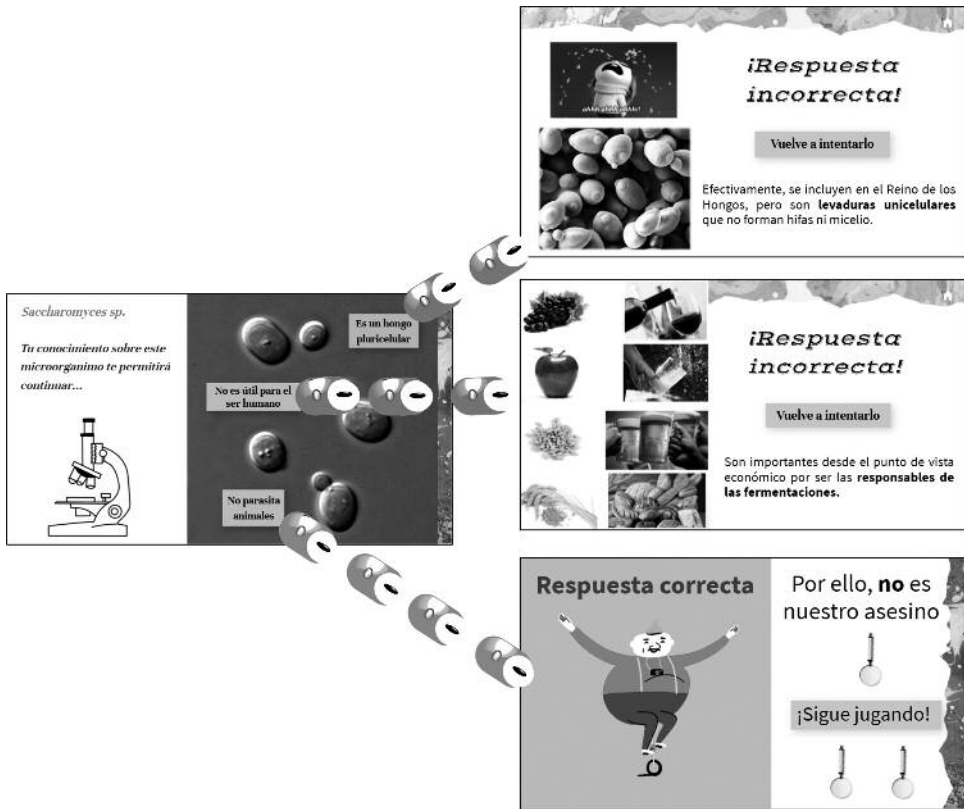 Saccharomyces sp.
Tu conocimiento sobre este
microorganimo te permitirá
continuar...
Es un hongo
pluricelular
No es útil para el
ser humano
No parasita
animales
¡Respuesta
incorrecta!
Vuelve a intentarlo
Efectivamente, se incluyen en el Reino de los
Hongos, pero son levaduras unicelulares
que no forman hifas ni micelio.
¡Respuesta
incorrecta!
Vuelve a intentarlo
Son importantes desde el punto de vista
económico por ser las responsables de
las fermentaciones.
Respuesta correcta
Por ello, no es
nuestro asesino
¡Sigue jugando!